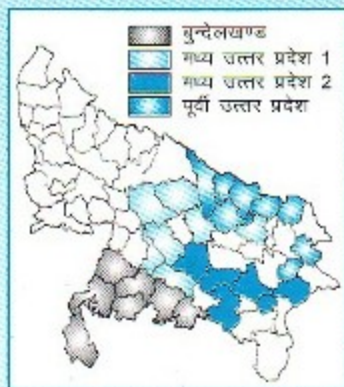 बुन्देलखण्ड
मध्य उत्तर प्रदेश 1
मध्य उत्तर प्रदेश 2
पूर्वी उत्तर प्रदेश